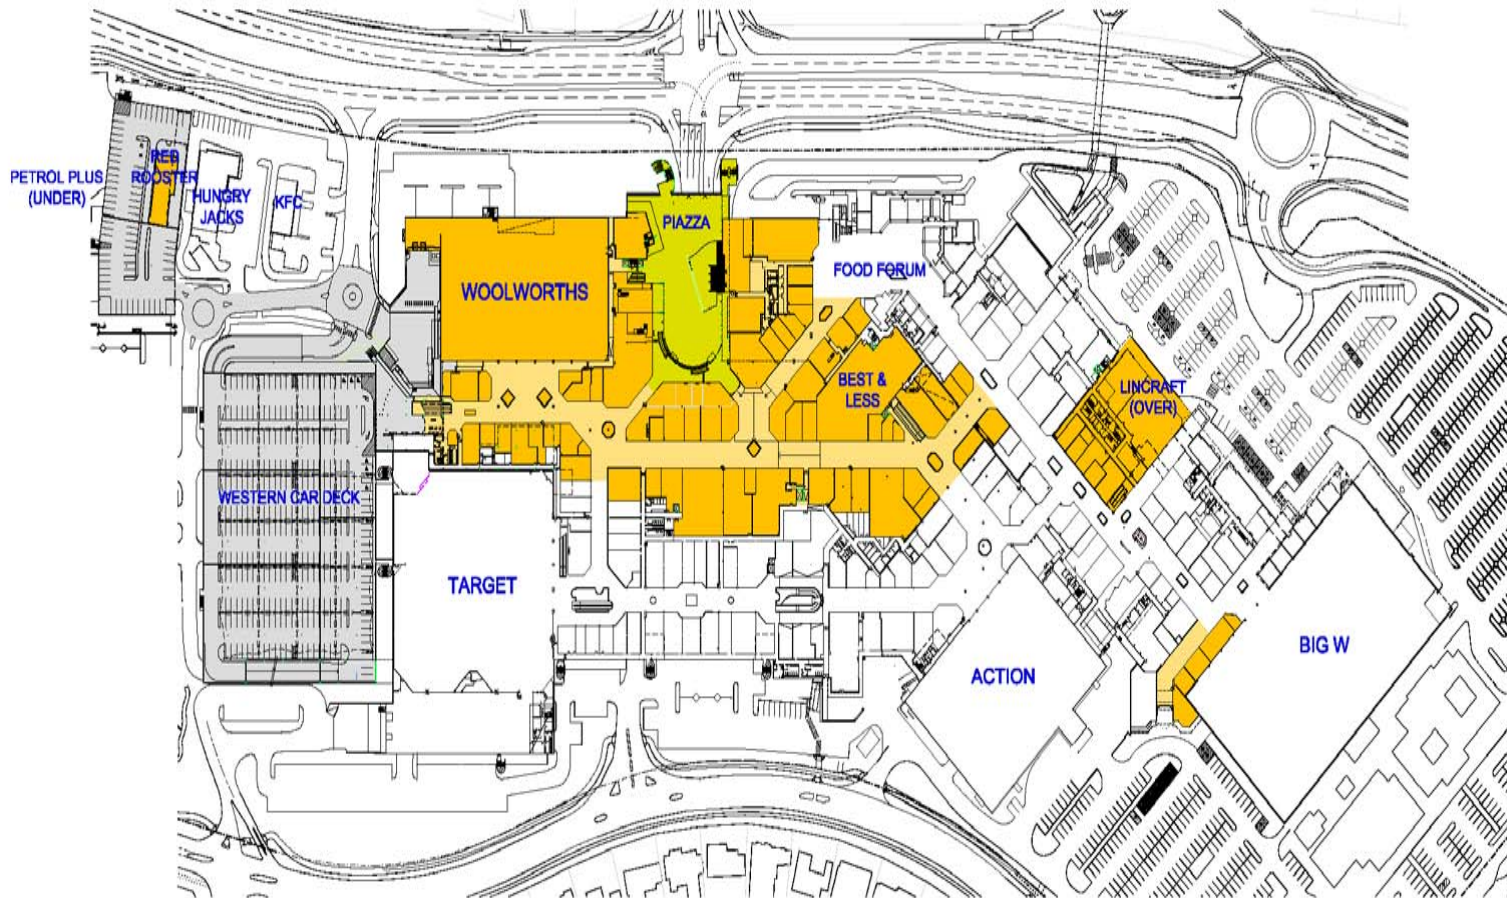 PETROL PLUS
(UNDER)
RED
ROOSTER
HUNGRY
JACKS
KFC
PIAZZA
WOOLWORTHS
FOOD FORUM
BEST &
LESS
LINCRAFT
(OVER)
WESTERN CAR DECK
TARGET
ACTION
BIG W